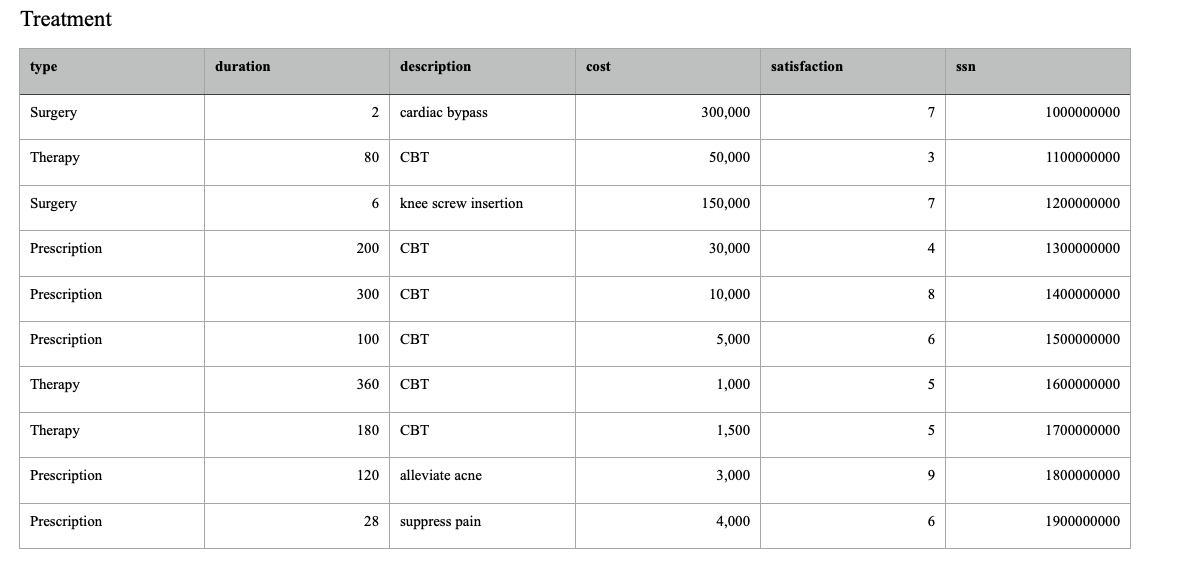 Treatment
type duration description cost satisfaction ssn
Surgery 2 cardiac bypass 300,000 7 1000000000
Therapy 80 CBT 50,000 3 1100000000
Surgery 6 knee screw insertion 150,000 7 1200000000
Prescription 200 CBT 30,000 4 1300000000
Prescription 300 CBT 10,000 8 1400000000
Prescription 100 CBT 5,000 6 1500000000
Therapy 360 CBT 1,000 5 1600000000
Therapy 180 CBT 1,500 5 1700000000
Prescription 120 alleviate acne 3,000 9 1800000000
Prescription 28 suppress pain 4,000 6 1900000000